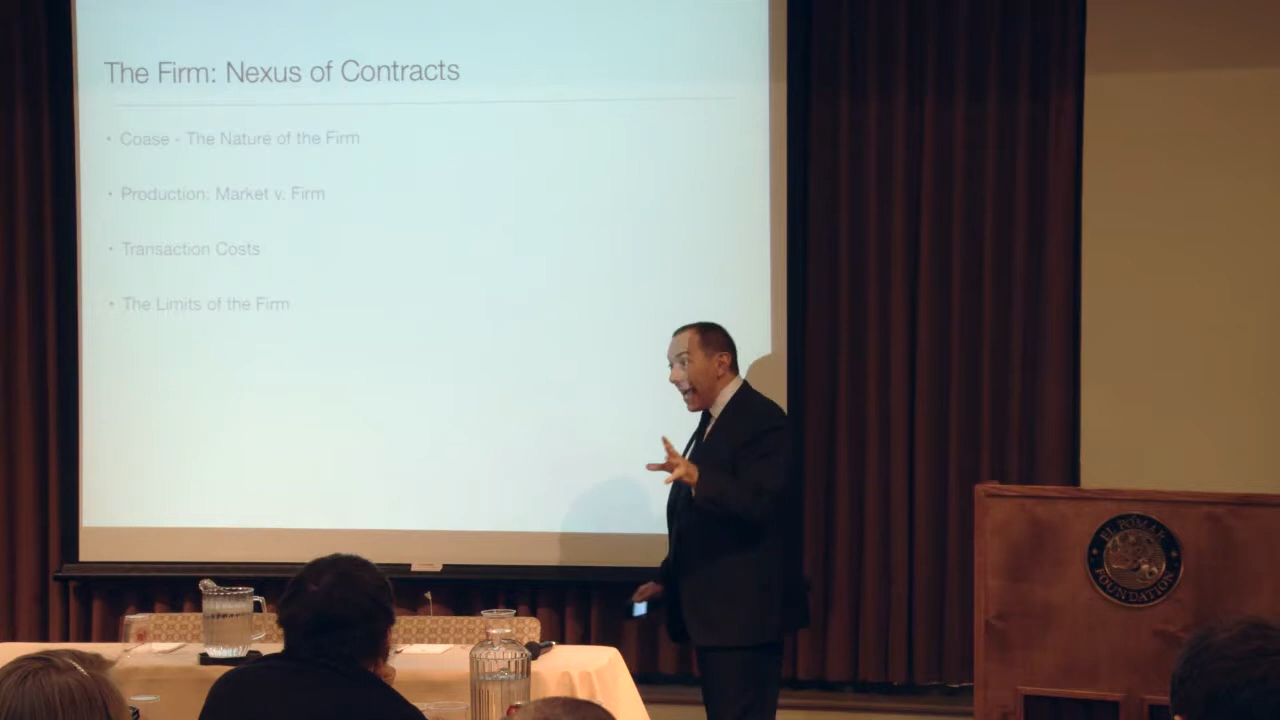 The Firm: Nexus of Contracts
• Coase - The Nature of the Firm
• Production: Market v. Firm
• Transaction Costs
• The Limits of the Firm
EL POMAR
FOUNDATION